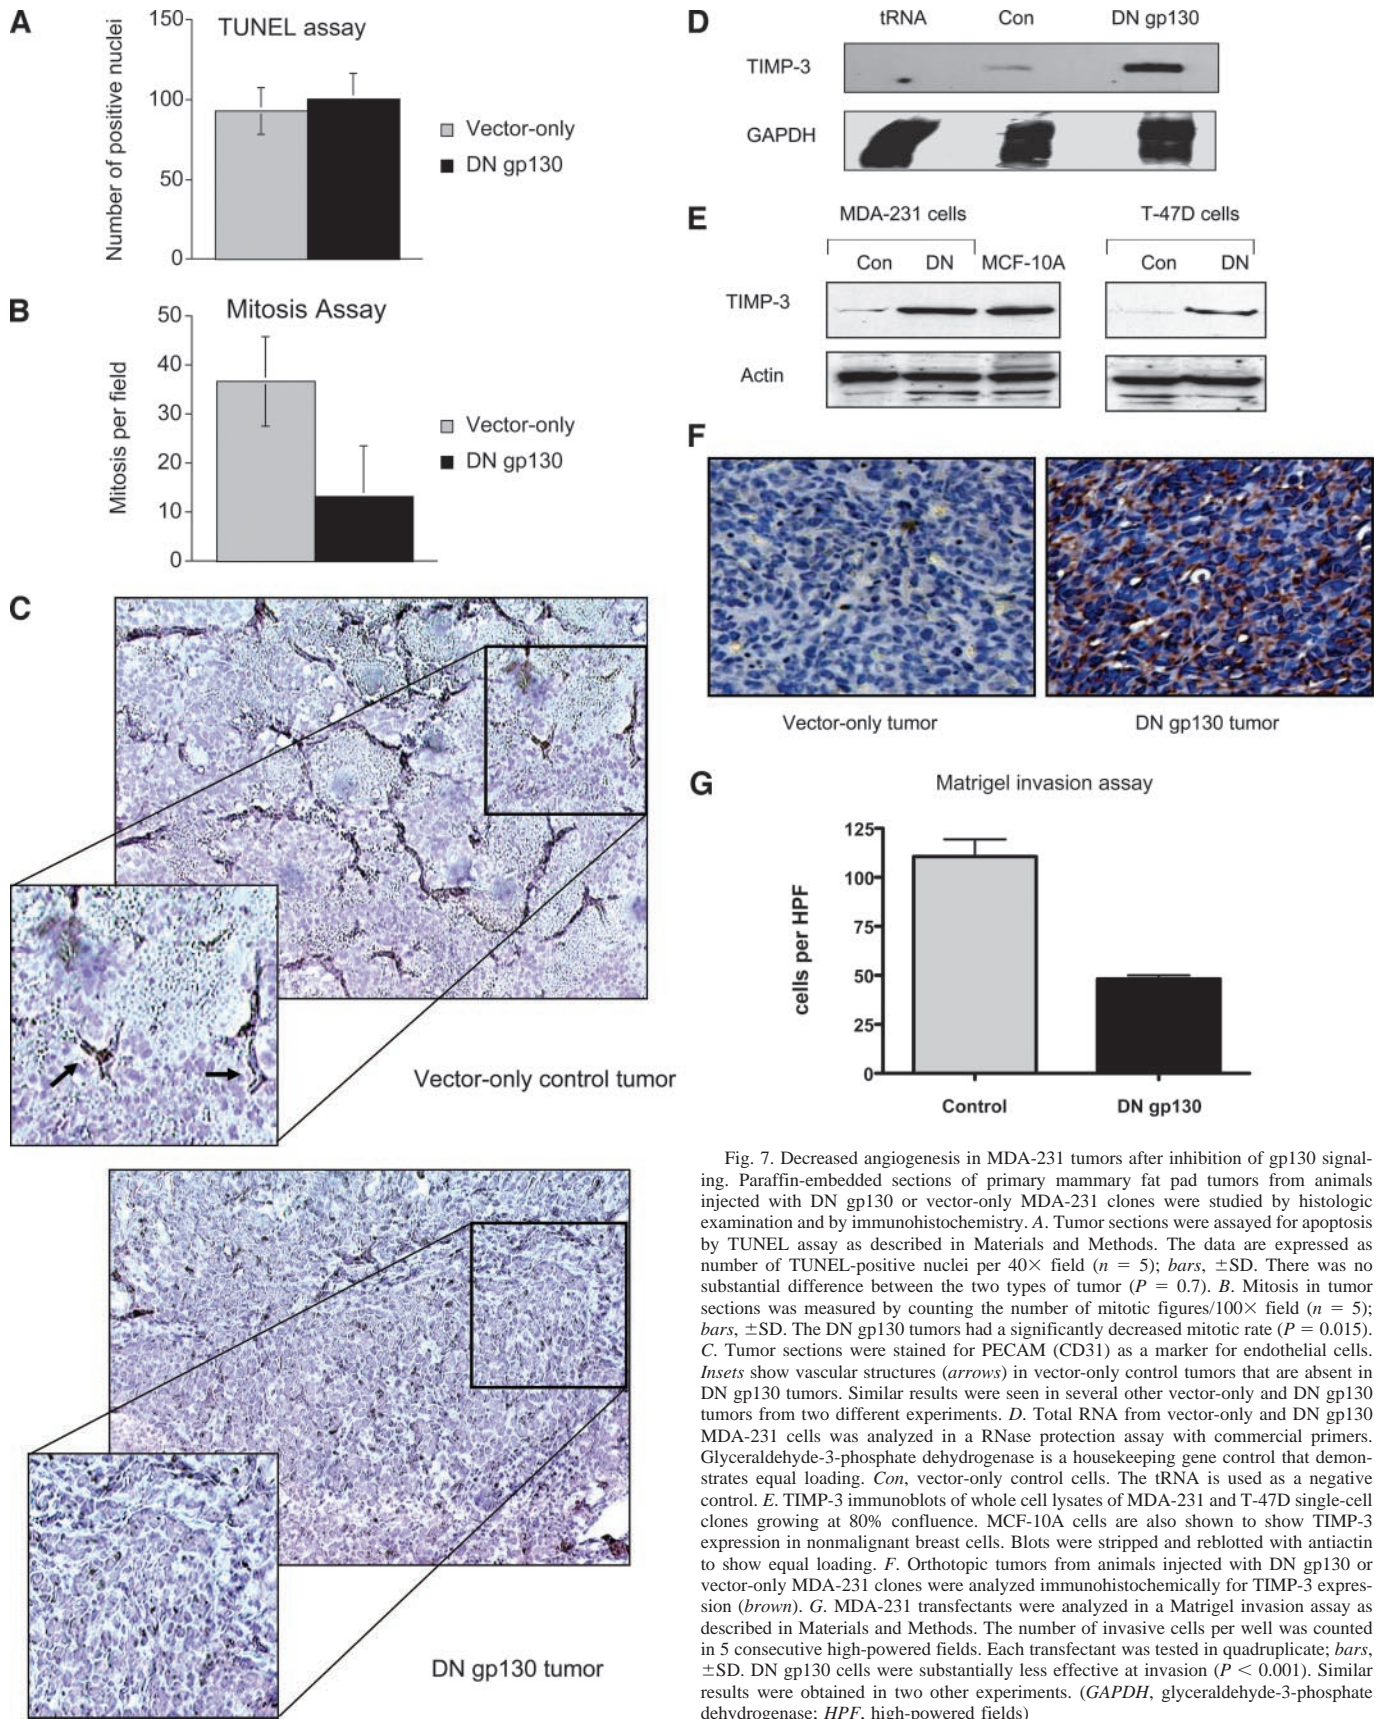 A
TUNEL assay
150
100
50
0
Number of positive nuclei
Vector-only
DN gp130
B
Mitosis Assay
50
40
30
20
10
0
Mitosis per field
Vector-only
DN gp130
C
Vector-only control tumor
DN gp130 tumor
D
tRNA Con DN gp130
TIMP-3
GAPDH
E
MDA-231 cells T-47D cells
Con DN MCF-10A Con DN
TIMP-3
Actin
F
Vector-only tumor DN gp130 tumor
G
Matrigel invasion assay
125
100
75
50
25
0
cells per HPF
Control DN gp130
Fig. 7. Decreased angiogenesis in MDA-231 tumors after inhibition of gp130 signal-
ing. Paraffin-embedded sections of primary mammary fat pad tumors from animals
injected with DN gp130 or vector-only MDA-231 clones were studied by histologic
examination and by immunohistochemistry. A. Tumor sections were assayed for apoptosis
by TUNEL assay as described in Materials and Methods. The data are expressed as
number of TUNEL-positive nuclei per 40× field (n = 5); bars, ±SD. There was no
substantial difference between the two types of tumor (P = 0.7). B. Mitosis in tumor
sections was measured by counting the number of mitotic figures/100× field (n = 5);
bars, ±SD. The DN gp130 tumors had a significantly decreased mitotic rate (P = 0.015).
C. Tumor sections were stained for PECAM (CD31) as a marker for endothelial cells.
Insets show vascular structures (arrows) in vector-only control tumors that are absent in
DN gp130 tumors. Similar results were seen in several other vector-only and DN gp130
tumors from two different experiments. D. Total RNA from vector-only and DN gp130
MDA-231 cells was analyzed in a RNase protection assay with commercial primers.
Glyceraldehyde-3-phosphate dehydrogenase is a housekeeping gene control that demon-
strates equal loading. Con, vector-only control cells. The tRNA is used as a negative
control. E. TIMP-3 immunoblots of whole cell lysates of MDA-231 and T-47D single-cell
clones growing at 80% confluence. MCF-10A cells are also shown to show TIMP-3
expression in nonmalignant breast cells. Blots were stripped and reblotted with antiactin
to show equal loading. F. Orthotopic tumors from animals injected with DN gp130 or
vector-only MDA-231 clones were analyzed immunohistochemically for TIMP-3 expres-
sion (brown). G. MDA-231 transfectants were analyzed in a Matrigel invasion assay as
described in Materials and Methods. The number of invasive cells per well was counted
in 5 consecutive high-powered fields. Each transfectant was tested in quadruplicate; bars,
±SD. DN gp130 cells were substantially less effective at invasion (P < 0.001). Similar
results were obtained in two other experiments. (GAPDH, glyceraldehyde-3-phosphate
dehydrogenase; HPF, high-powered fields)